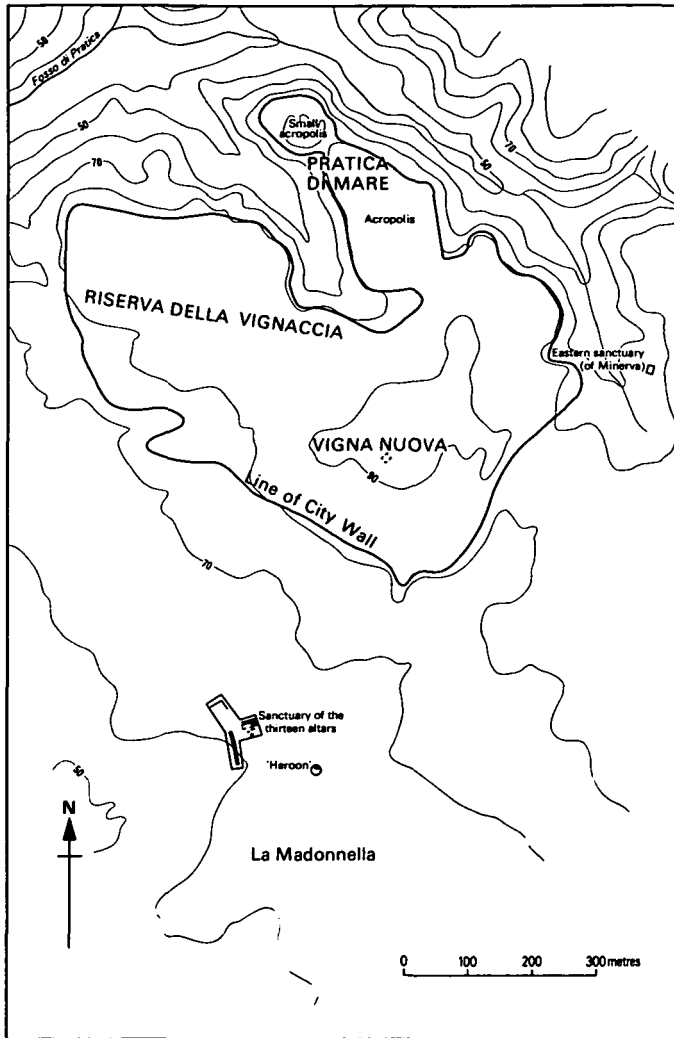 50
Fosso di Pratica
50
70
Small
acropolis
PRATICA
DI MARE
Acropolis
50
70
RISERVA DELLA VIGNACCIA
Eastern sanctuary
(of Minerva)
VIGNA NUOVA
80
Line of City Wall
70
Sanctuary of the
thirteen altars
'Heroon'
50
N
La Madonnella
0 100 200 300 metres